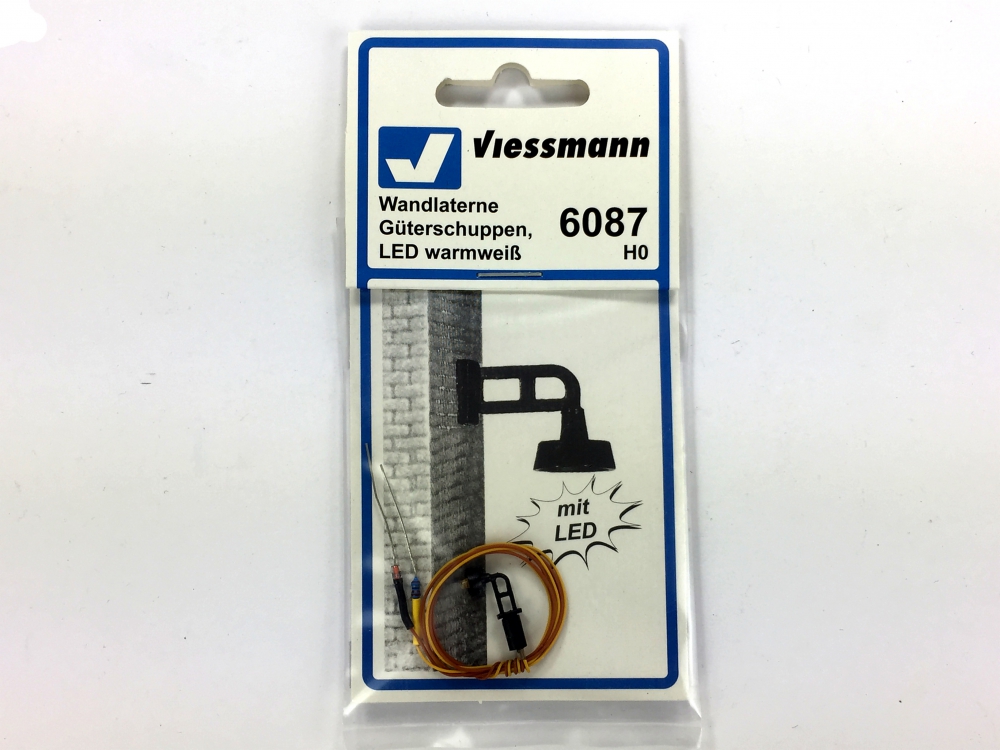 Viessmann
Wandlaterne
Güterschuppen,
LED warmweiß
6087
H0
mit
LED